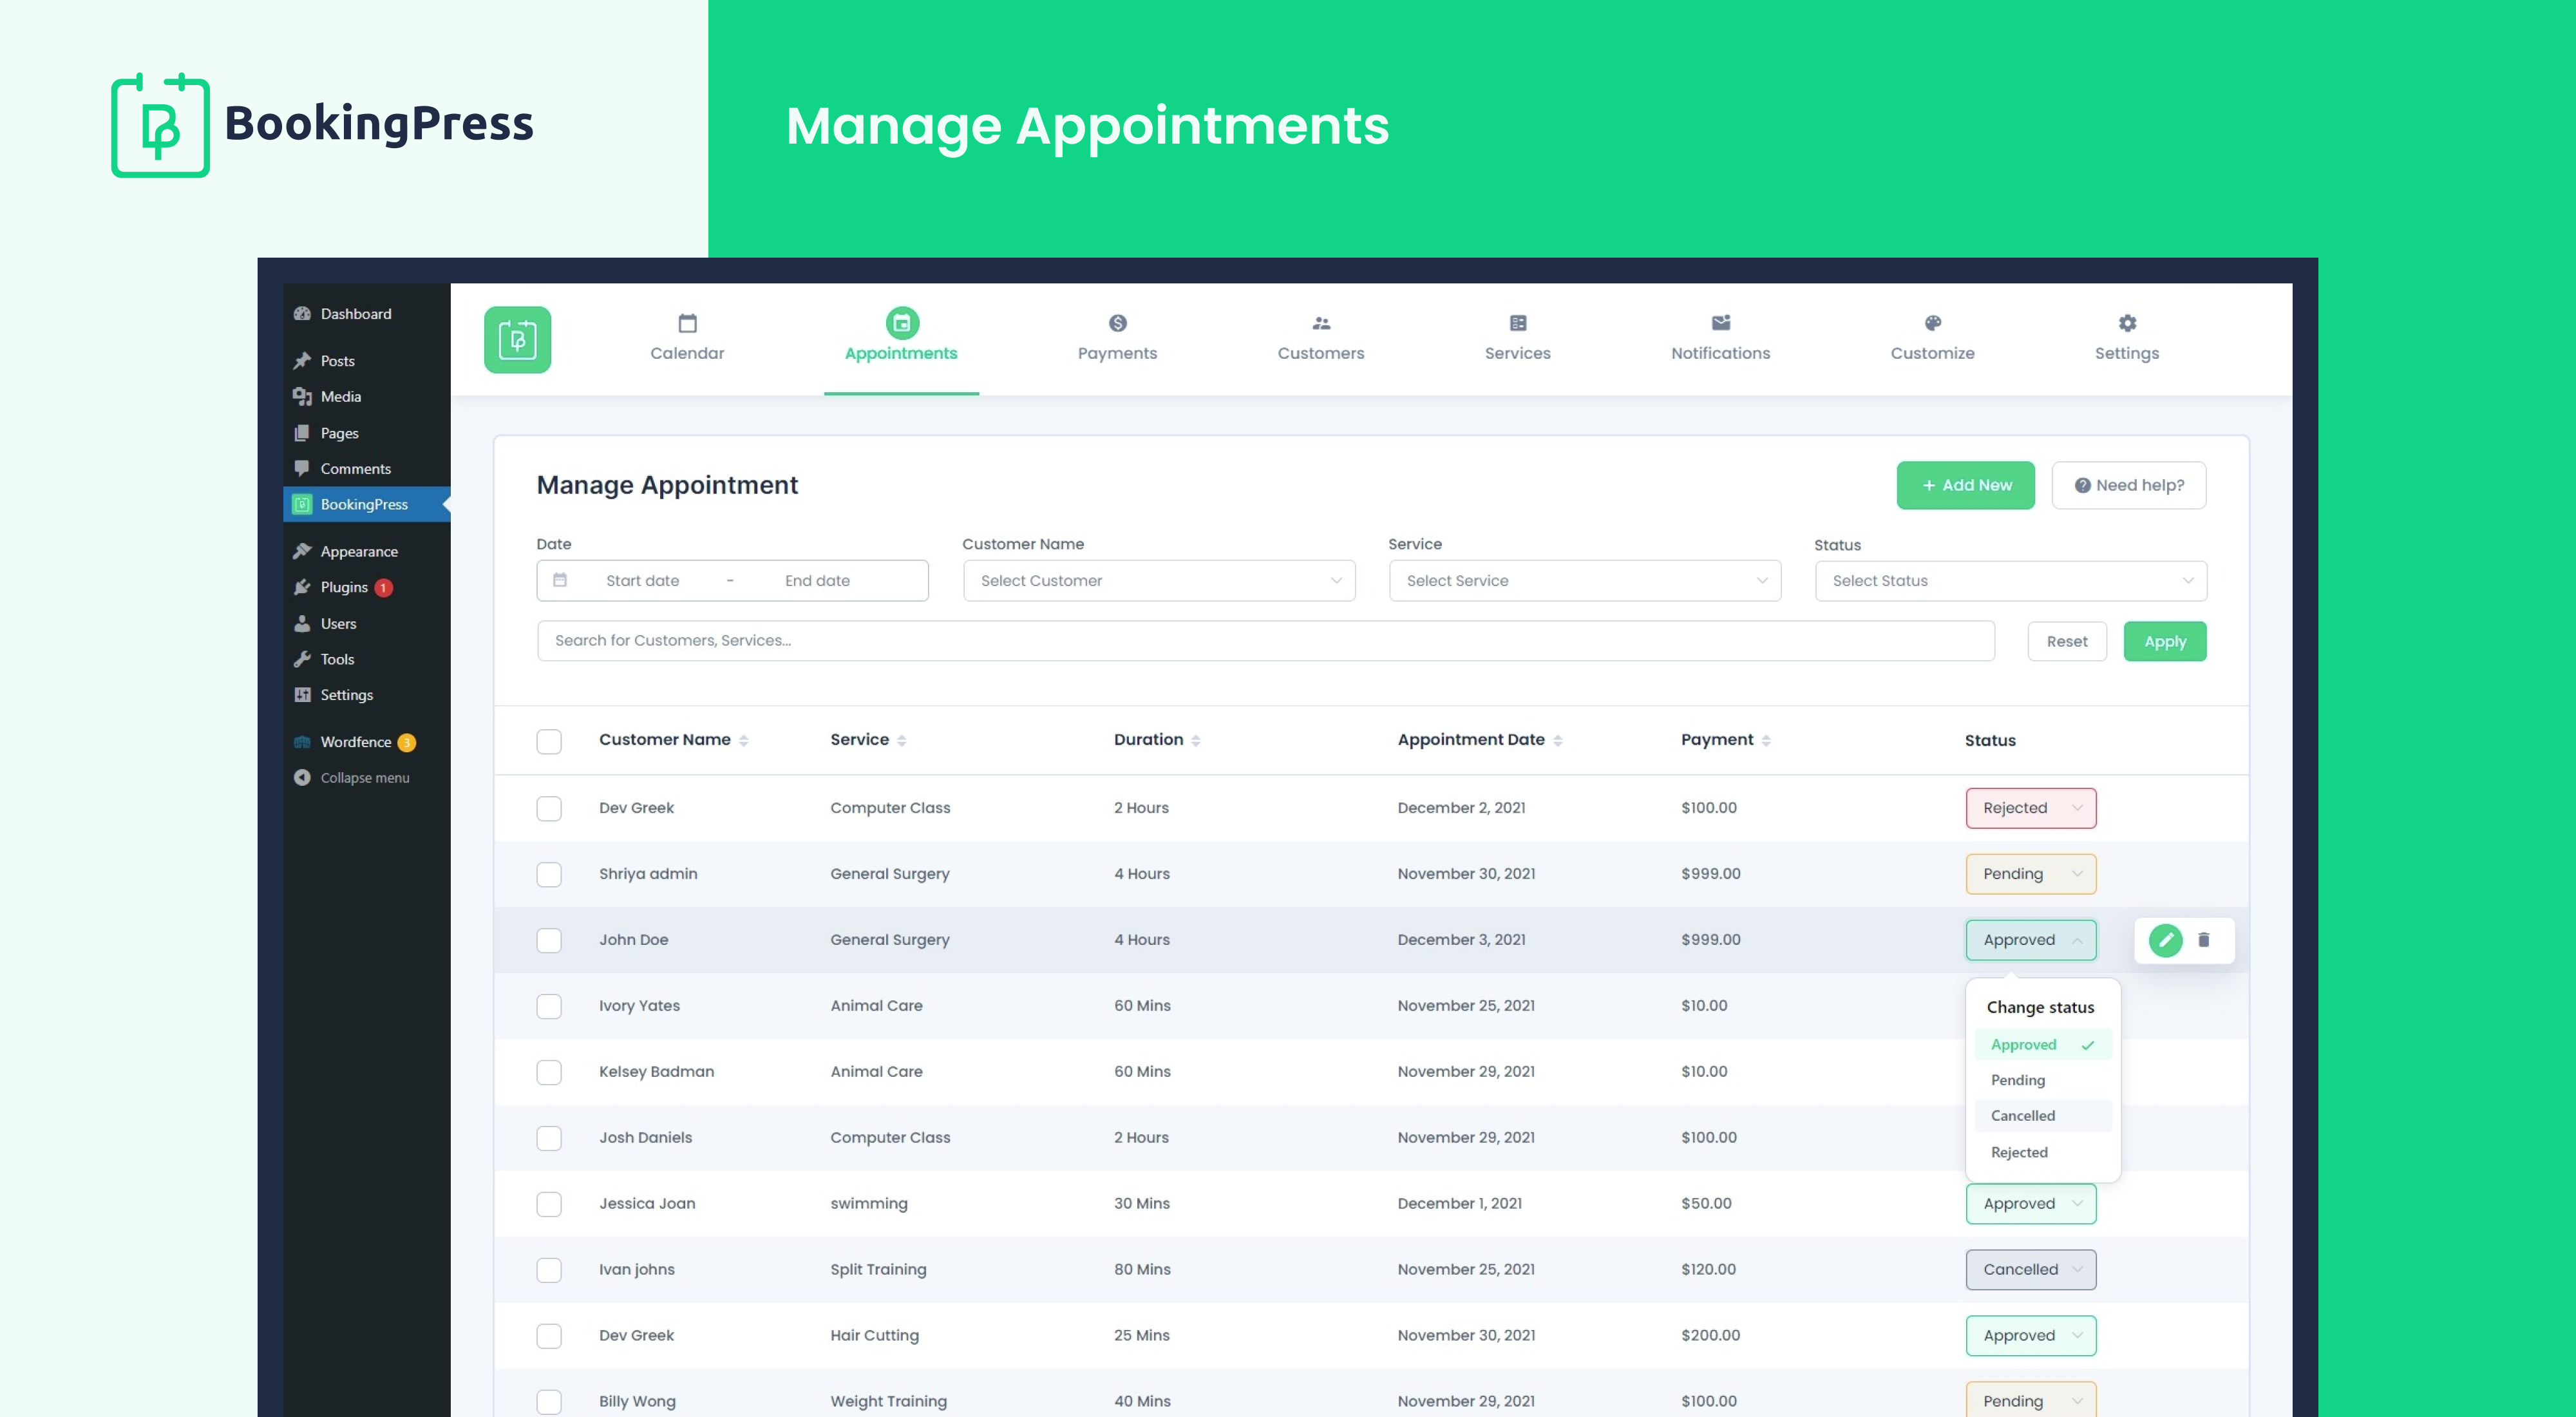 BookingPress
Manage Appointments
Dashboard
Posts
Media
Pages
Comments
BookingPress
Appearance
Plugins 1
Users
Tools
Settings
Wordfence 3
Collapse menu
Calendar
Appointments
Payments
Customers
Services
Notifications
Customize
Settings
Manage Appointment
+ Add New
Need help?
Date
Customer Name
Service
Status
Start date - End date
Select Customer
Select Service
Select Status
Search for Customers, Services...
Reset
Apply
Customer Name Service Duration Appointment Date Payment Status
Dev Greek Computer Class 2 Hours December 2, 2021 $100.00 Rejected
Shriya admin General Surgery 4 Hours November 30, 2021 $999.00 Pending
John Doe General Surgery 4 Hours December 3, 2021 $999.00 Approved
Ivory Yates Animal Care 60 Mins November 25, 2021 $10.00
Kelsey Badman Animal Care 60 Mins November 29, 2021 $10.00
Josh Daniels Computer Class 2 Hours November 29, 2021 $100.00
Change status
Approved
Pending
Cancelled
Rejected
Jessica Joan swimming 30 Mins December 1, 2021 $50.00 Approved
Ivan johns Split Training 80 Mins November 25, 2021 $120.00 Cancelled
Dev Greek Hair Cutting 25 Mins November 30, 2021 $200.00 Approved
Billy Wong Weight Training 40 Mins November 29, 2021 $100.00 Pending